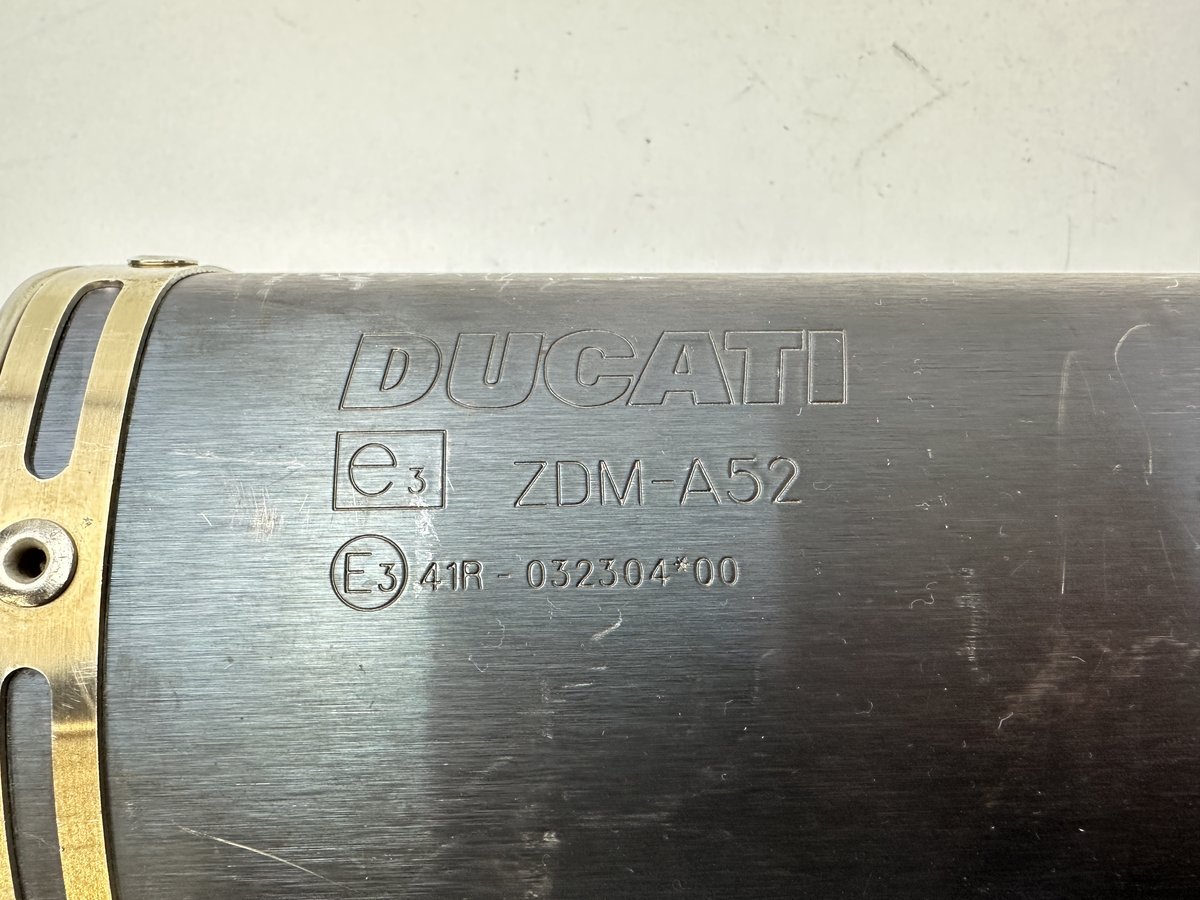 DUCATI
e3 ZDM-A52
E3 41R - 032304*00